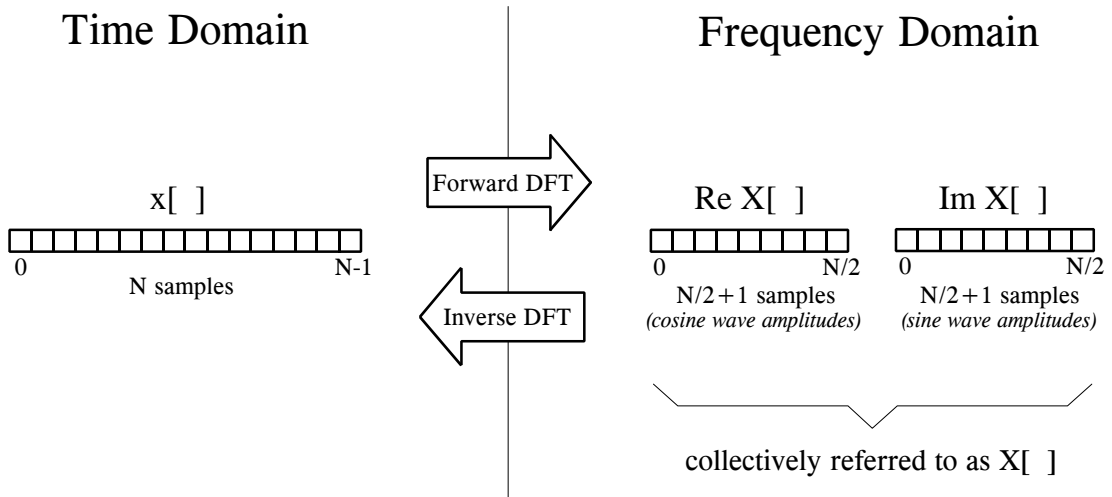 Time Domain
Frequency Domain
Forward DFT
x[ ]
Re X[ ]
Im X[ ]
0
N-1
N samples
0
N/2
0
N/2
N/2+1 samples
(cosine wave amplitudes)
N/2+1 samples
(sine wave amplitudes)
Inverse DFT
collectively referred to as X[ ]